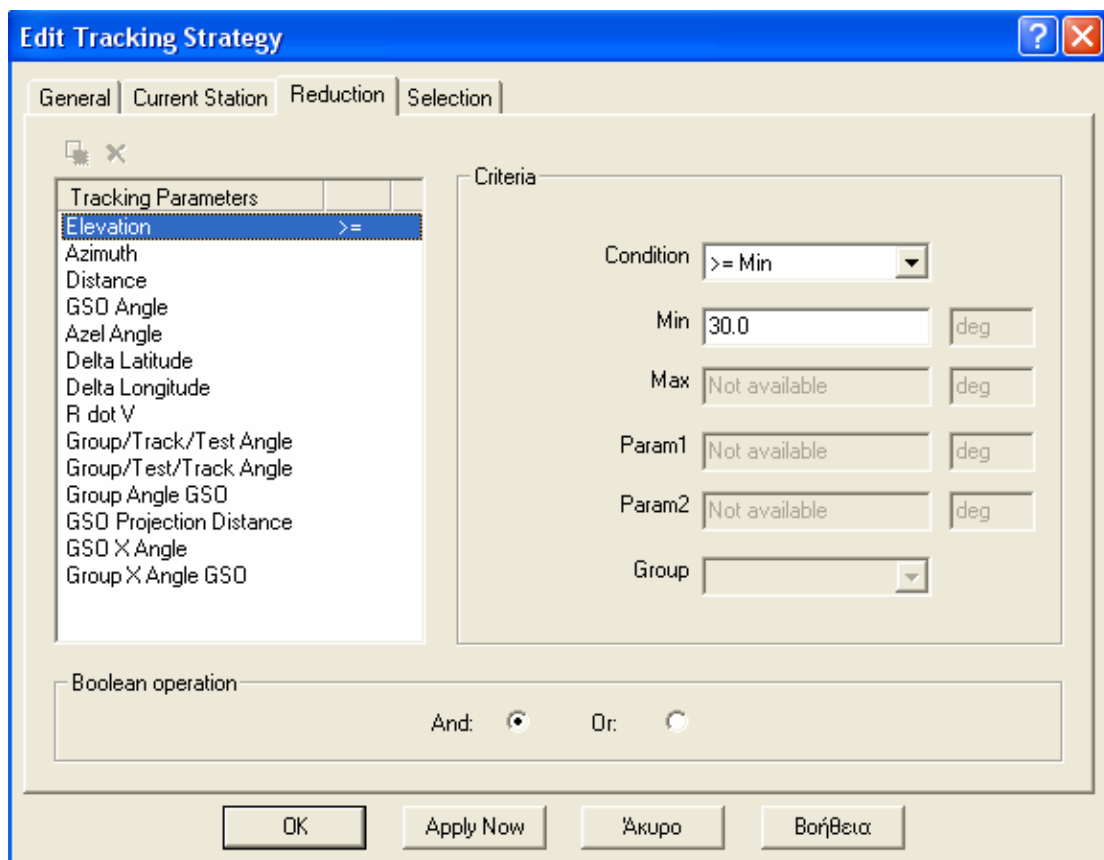 Edit Tracking Strategy
General Current Station Reduction Selection
Tracking Parameters
Elevation >=
Azimuth
Distance
GSO Angle
Azel Angle
Delta Latitude
Delta Longitude
R dot V
Group/Track/Test Angle
Group/Test/Track Angle
Group Angle GSO
GSO Projection Distance
GSO X Angle
Group X Angle GSO
Criteria
Condition >= Min
Min 30.0 deg
Max Not available deg
Param1 Not available deg
Param2 Not available deg
Group
Boolean operation
And: Or:
OK Apply Now Άκυρο Βοήθεια